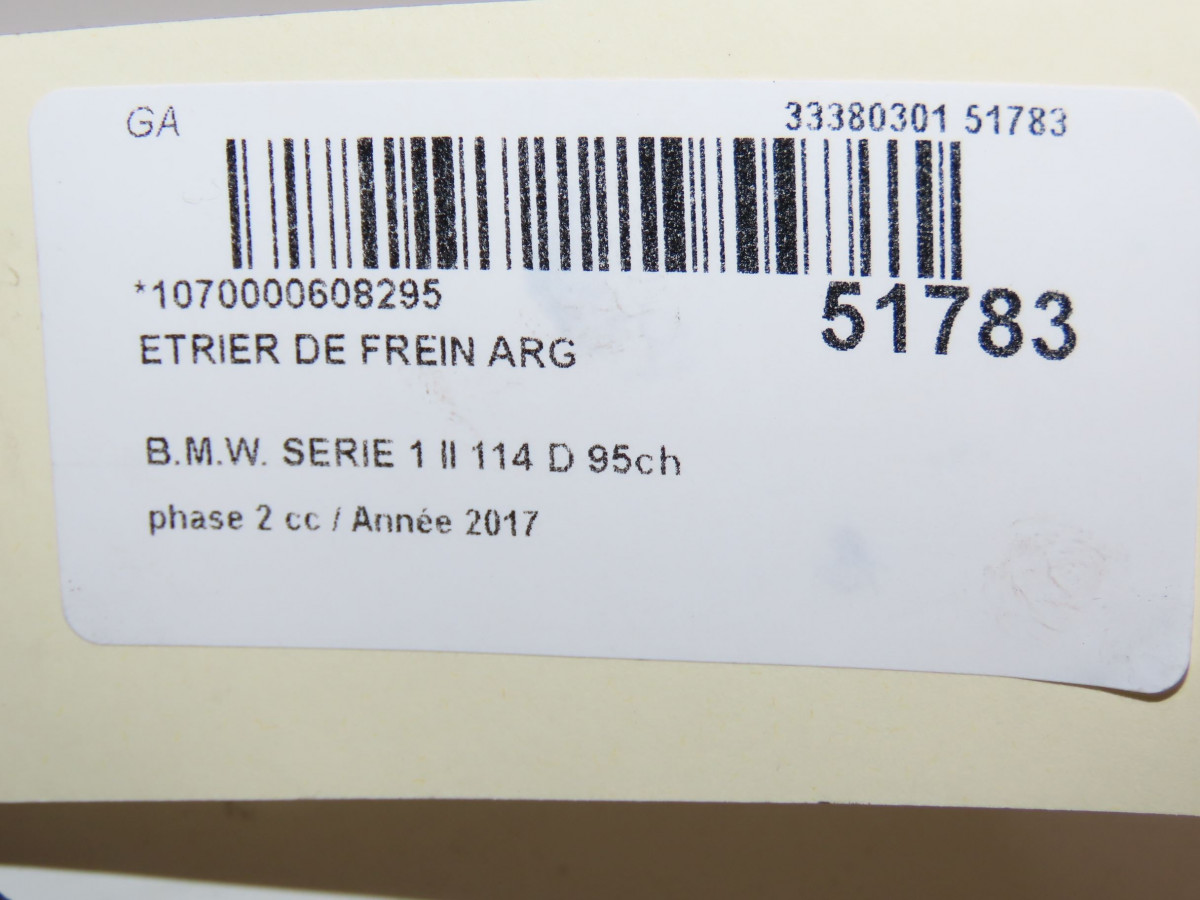 GA 33380301 51783
*1070000608295
51783
ETRIER DE FREIN ARG
B.M.W. SERIE 1 II 114 D 95ch
phase 2 cc / Année 2017